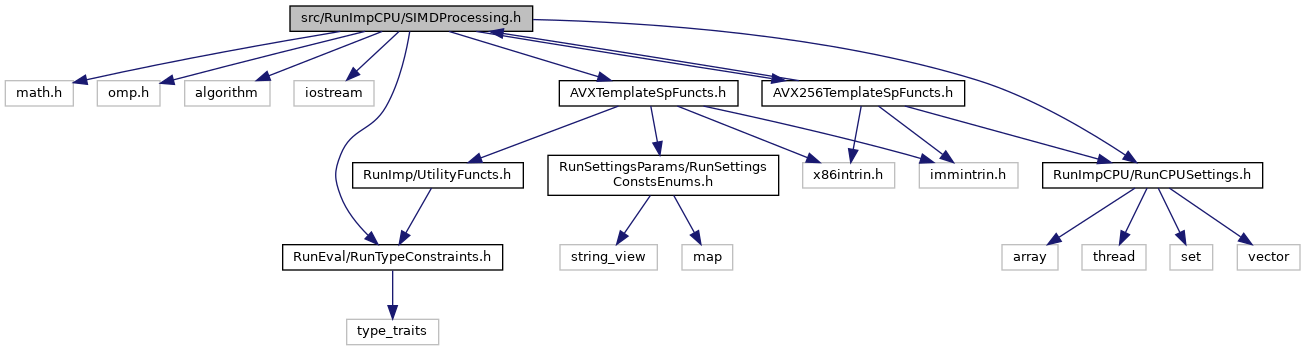 src/RunImpCPU/SIMDProcessing.h
math.h
omp.h
algorithm
iostream
AVXTemplateSpFuncts.h
AVX256TemplateSpFuncts.h
RunImp/UtilityFuncts.h
RunSettingsParams/RunSettings
ConstsEnums.h
x86intrin.h
immintrin.h
RunImpCPU/RunCPUSettings.h
RunEval/RunTypeConstraints.h
string_view
map
array
thread
set
vector
type_traits